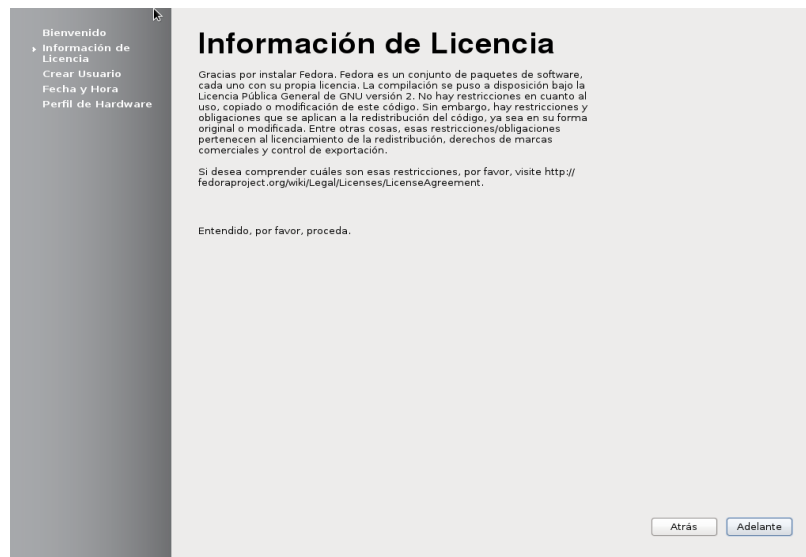 Bienvenido
Información de
Licencia
Crear Usuario
Fecha y Hora
Perfil de Hardware
Información de Licencia
Gracias por instalar Fedora. Fedora es un conjunto de paquetes de software,
cada uno con su propia licencia. La compilación se puso a disposición bajo la
Licencia Pública General de GNU versión 2. No hay restricciones en cuanto al
uso, copiado o modificación de este código. Sin embargo, hay restricciones y
obligaciones que se aplican a la redistribución del código, ya sea en su forma
original o modificada. Entre otras cosas, esas restricciones/obligaciones
pertenecen al licenciamiento de la redistribución, derechos de marcas
comerciales y control de exportación.
Si desea comprender cuáles son esas restricciones, por favor, visite http://
fedoraproject.org/wiki/Legal/Licenses/LicenseAgreement.
Entendido, por favor, proceda.
Atrás
Adelante